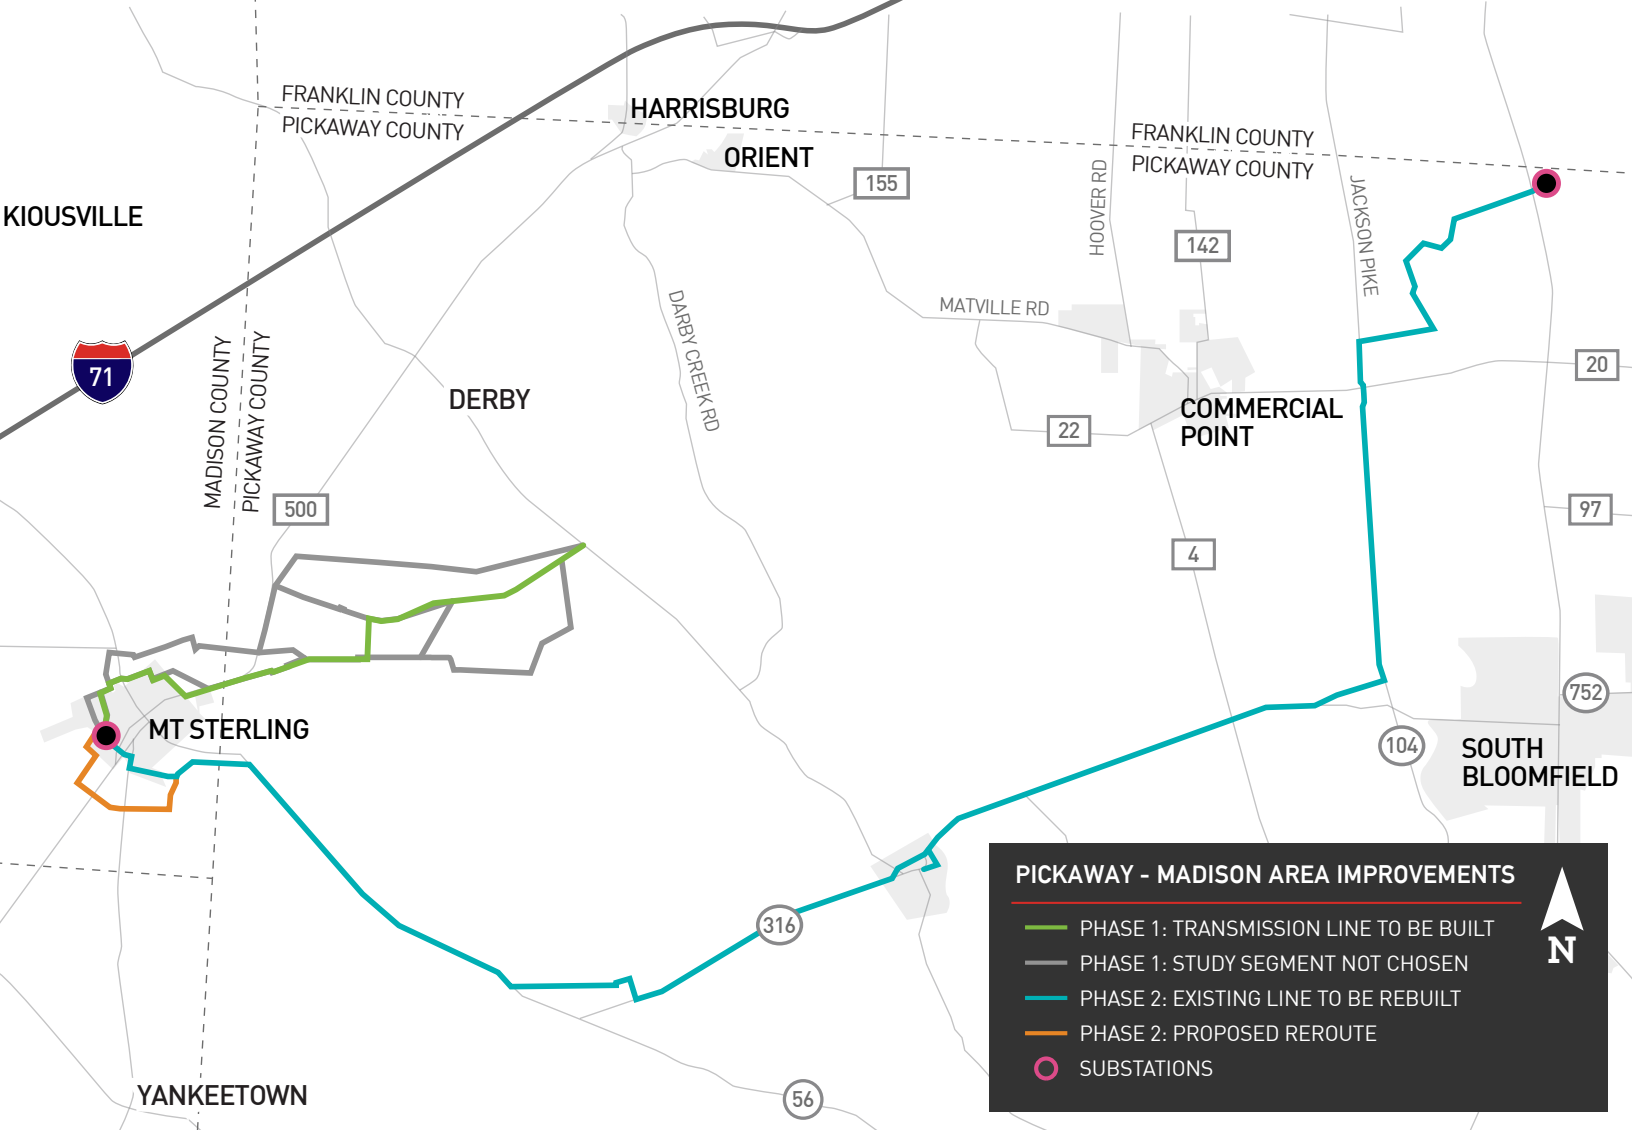 FRANKLIN COUNTY
PICKAWAY COUNTY
HARRISBURG
ORIENT
FRANKLIN COUNTY
PICKAWAY COUNTY
155
HOOVER RD
142
JACKSON PIKE
KIOUSVILLE
MATVILLE RD
DARBY CREEK RD
71
MADISON COUNTY
PICKAWAY COUNTY
DERBY
20
COMMERCIAL
POINT
22
500
97
4
752
MT STERLING
104
SOUTH
BLOOMFIELD
316
YANKEETOWN
56
PICKAWAY - MADISON AREA IMPROVEMENTS
PHASE 1: TRANSMISSION LINE TO BE BUILT
PHASE 1: STUDY SEGMENT NOT CHOSEN
PHASE 2: EXISTING LINE TO BE REBUILT
PHASE 2: PROPOSED REROUTE
SUBSTATIONS
N